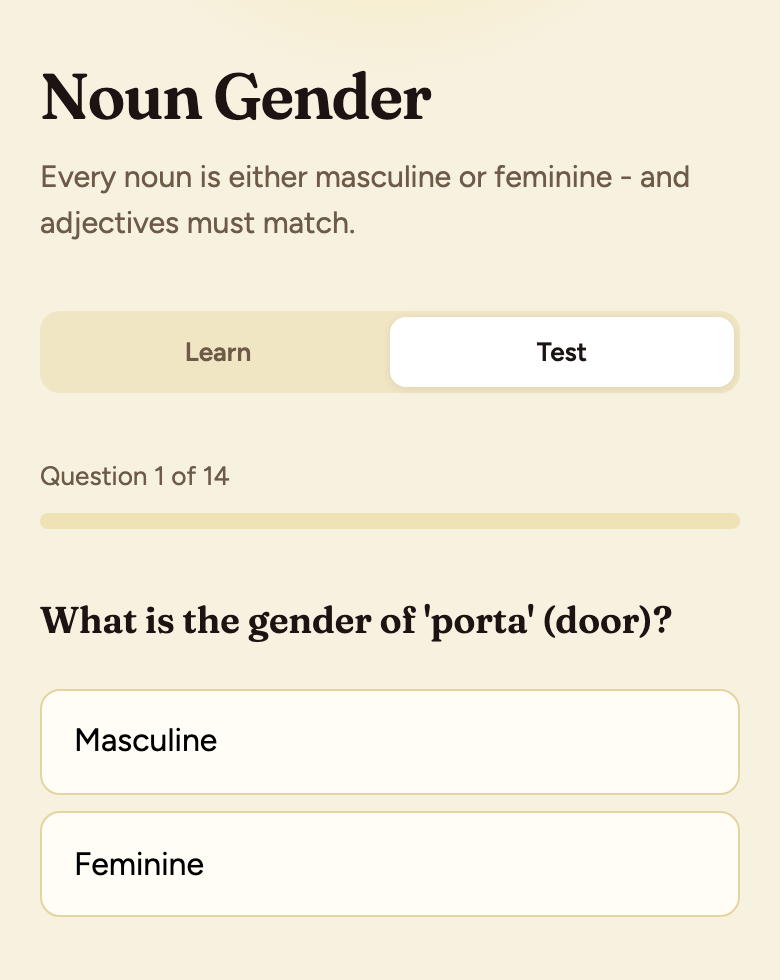 Noun Gender
Every noun is either masculine or feminine - and
adjectives must match.
Learn
Test
Question 1 of 14
What is the gender of 'porta' (door)?
Masculine
Feminine